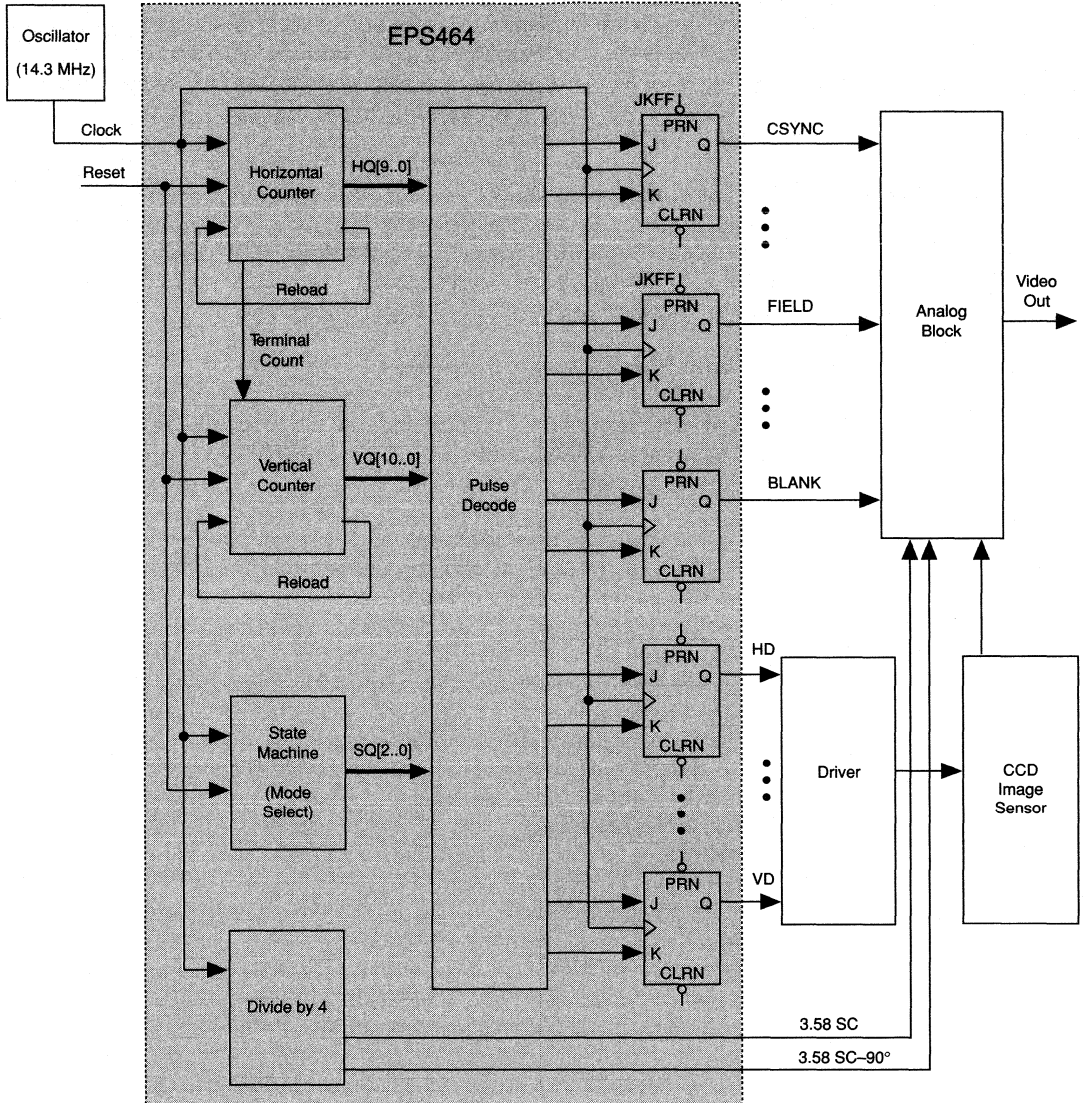 EPS464
Oscillator
(14.3 MHz)
Clock
Reset
Horizontal
Counter
HQ[9..0]
Reload
Terminal
Count
Vertical
Counter
VQ[10..0]
Reload
State
Machine
(Mode
Select)
SQ[2..0]
Divide by 4
Pulse
Decode
JKFF
PRN
J
Q
K
CLRN
CSYNC
JKFF
PRN
J
Q
K
CLRN
FIELD
PRN
J
Q
K
CLRN
BLANK
PRN
J
Q
K
CLRN
HD
PRN
J
Q
K
CLRN
VD
Analog
Block
Video
Out
Driver
CCD
Image
Sensor
3.58 SC
3.58 SC–90°